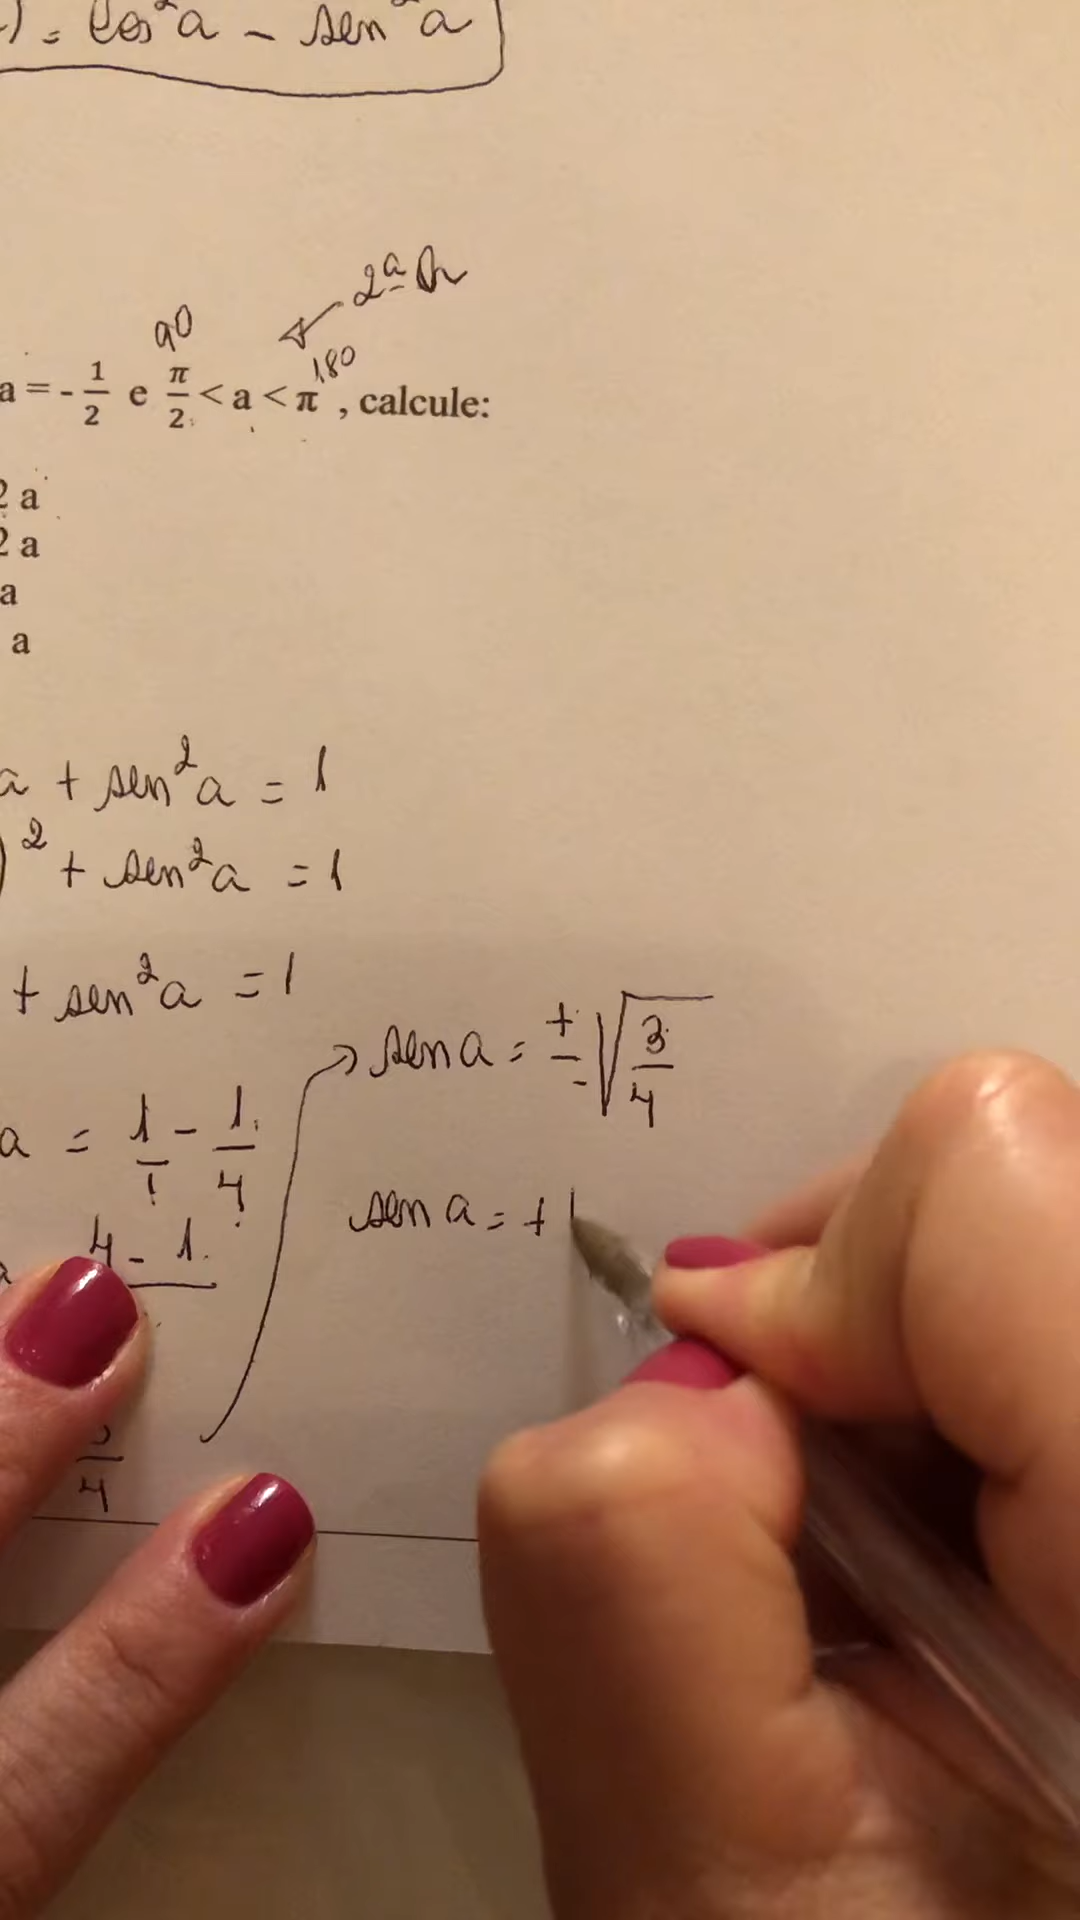 ) = cos²a - sen²a
2ª Q
90
180
a = - 1/2 e π/2 < a < π , calcule:
2 a
2 a
a
a
a + sen²a = 1
)² + sen²a = 1
+ sen²a = 1
sen a = ± √3/4
a = 1/1 - 1/4
sen a = +
4 - 1
4